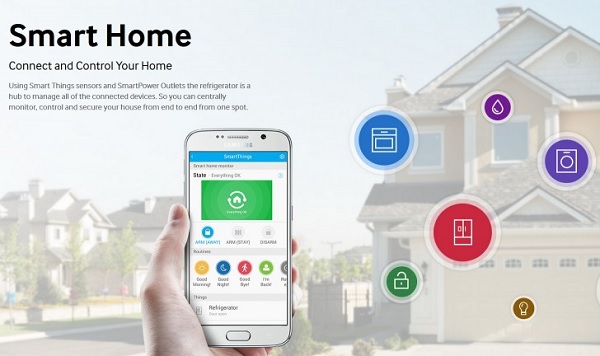 Smart Home
Connect and Control Your Home
Using Smart Things sensors and SmartPower Outlets the refrigerator is a
hub to manage all of the connected devices. So you can centrally
monitor, control and secure your house from end to end from one spot.
SmartThings
Smart home monitor
State Everything OK
Everything OK
ARM (AWAY) ARM (STAY) DISARM
Routines
Good Morning! Good Night! Good Bye! I'm Back!
Things
Refrigerator